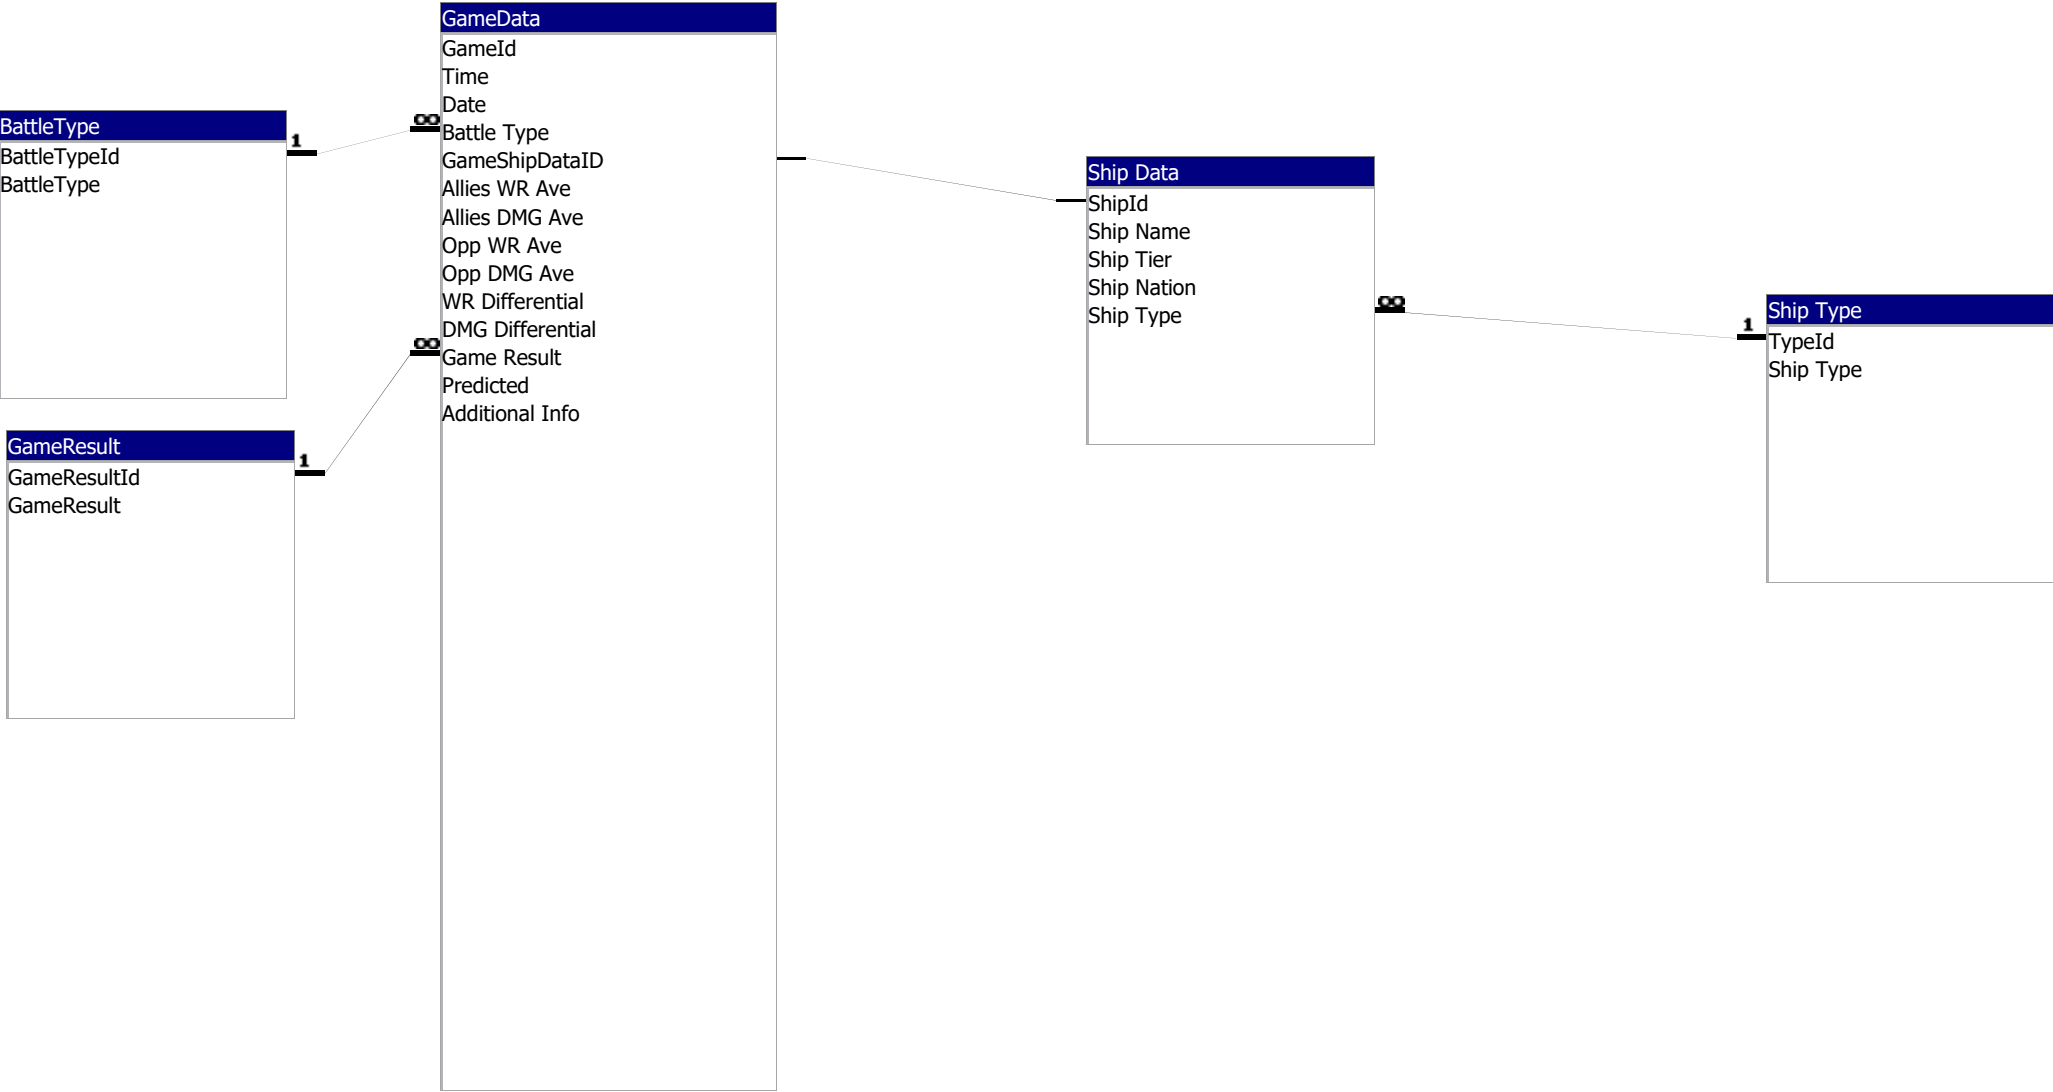 BattleType
BattleTypeId
BattleType
1
GameResult
GameResultId
GameResult
1
GameData
GameId
Time
Date
∞
Battle Type
GameShipDataID
Allies WR Ave
Allies DMG Ave
Opp WR Ave
Opp DMG Ave
WR Differential
DMG Differential
∞
Game Result
Predicted
Additional Info
Ship Data
ShipId
Ship Name
Ship Tier
Ship Nation
Ship Type
∞
1
Ship Type
TypeId
Ship Type